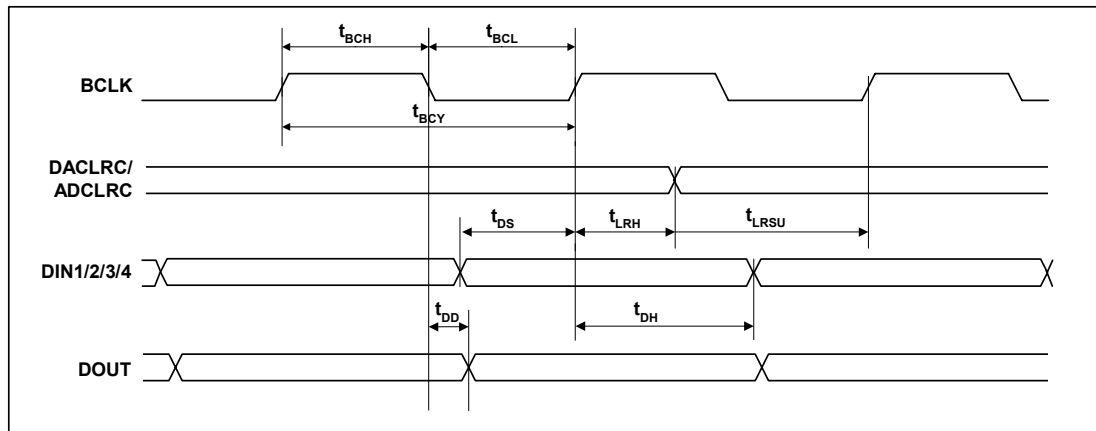 tBCH
tBCL
BCLK
tBCY
DACLRC/
ADCLRC
tDS
tLRH
tLRSU
DIN1/2/3/4
tDD
tDH
DOUT